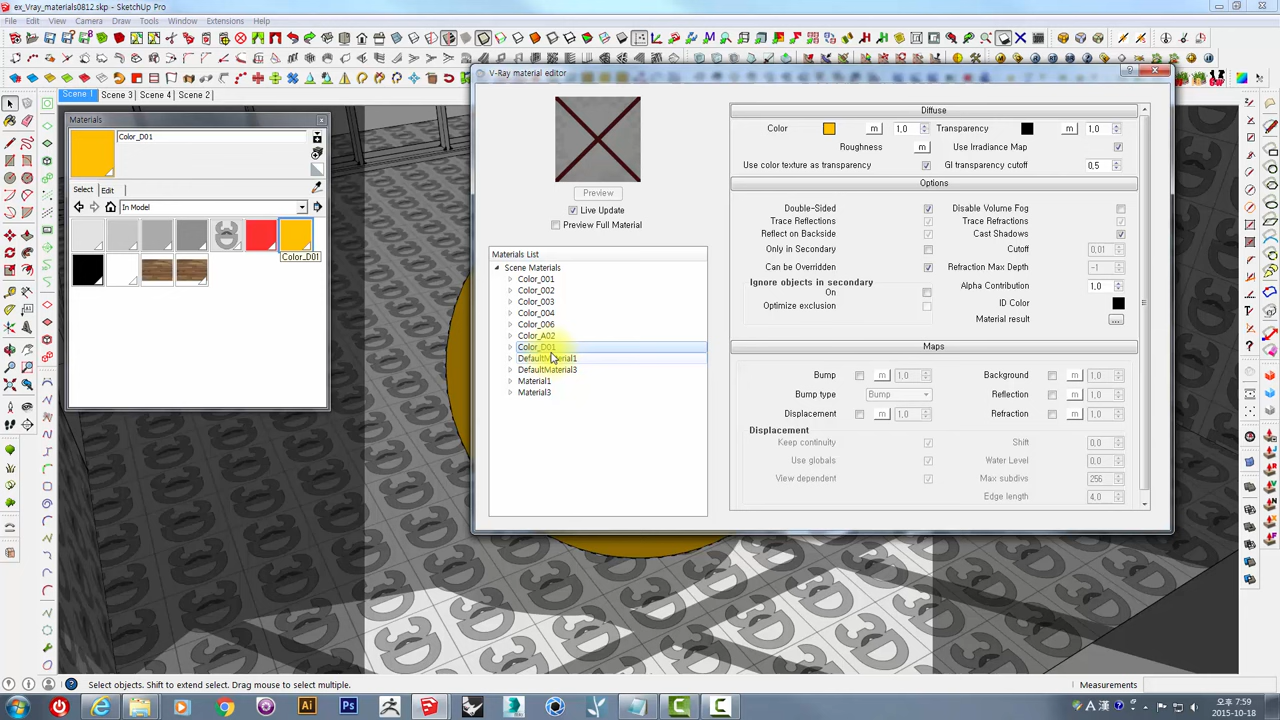 ex_Vray_materials0812.skp - SketchUp Pro
File Edit View Camera Draw Tools Window Extensions Help
Scene 1 Scene 3 Scene 4 Scene 2
Materials
Color_D01
Select Edit
In Model
Color_D01
V-Ray material editor
Preview
Live Update
Preview Full Material
Materials List
Scene Materials
Color_001
Color_002
Color_003
Color_004
Color_006
Color_A02
Color_D01
DefaultMaterial1
DefaultMaterial3
Material1
Material3
Diffuse
Color m 1,0 Transparency m 1,0
Roughness m Use Irradiance Map
Use color texture as transparency GI transparency cutoff 0,5
Options
Double-Sided Disable Volume Fog
Trace Reflections Trace Refractions
Reflect on Backside Cast Shadows
Only in Secondary Cutoff 0,01
Can be Overridden Refraction Max Depth -1
Ignore objects in secondary Alpha Contribution 1,0
On ID Color
Optimize exclusion Material result ...
Maps
Bump m 1,0 Background m 1,0
Bump type Bump Reflection m 1,0
Displacement m 1,0 Refraction m 1,0
Displacement
Keep continuity Shift 0,0
Use globals Water Level 0,0
View dependent Max subdivs 256
Edge length 4,0
Select objects. Shift to extend select. Drag mouse to select multiple.
Measurements
Ai Ps
A 漢
오후 7:59
2015-10-18